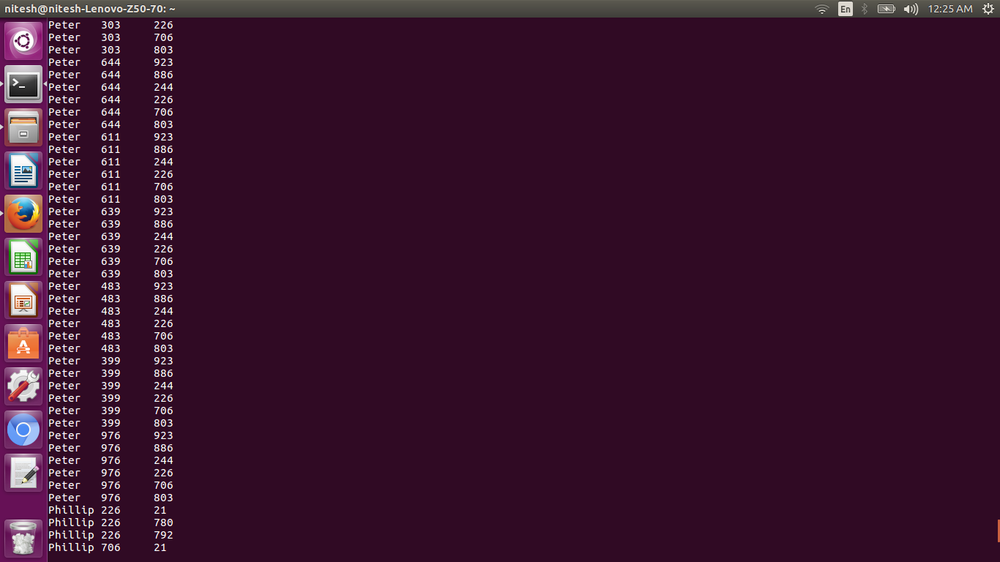 nitesh@nitesh-Lenovo-Z50-70: ~ En 12:25 AM
Peter 303 226
Peter 303 706
Peter 303 803
Peter 644 923
Peter 644 886
Peter 644 244
Peter 644 226
Peter 644 706
Peter 644 803
Peter 611 923
Peter 611 886
Peter 611 244
Peter 611 226
Peter 611 706
Peter 611 803
Peter 639 923
Peter 639 886
Peter 639 244
Peter 639 226
Peter 639 706
Peter 639 803
Peter 483 923
Peter 483 886
Peter 483 244
Peter 483 226
Peter 483 706
Peter 483 803
Peter 399 923
Peter 399 886
Peter 399 244
Peter 399 226
Peter 399 706
Peter 399 803
Peter 976 923
Peter 976 886
Peter 976 244
Peter 976 226
Peter 976 706
Peter 976 803
Phillip 226 21
Phillip 226 780
Phillip 226 792
Phillip 706 21